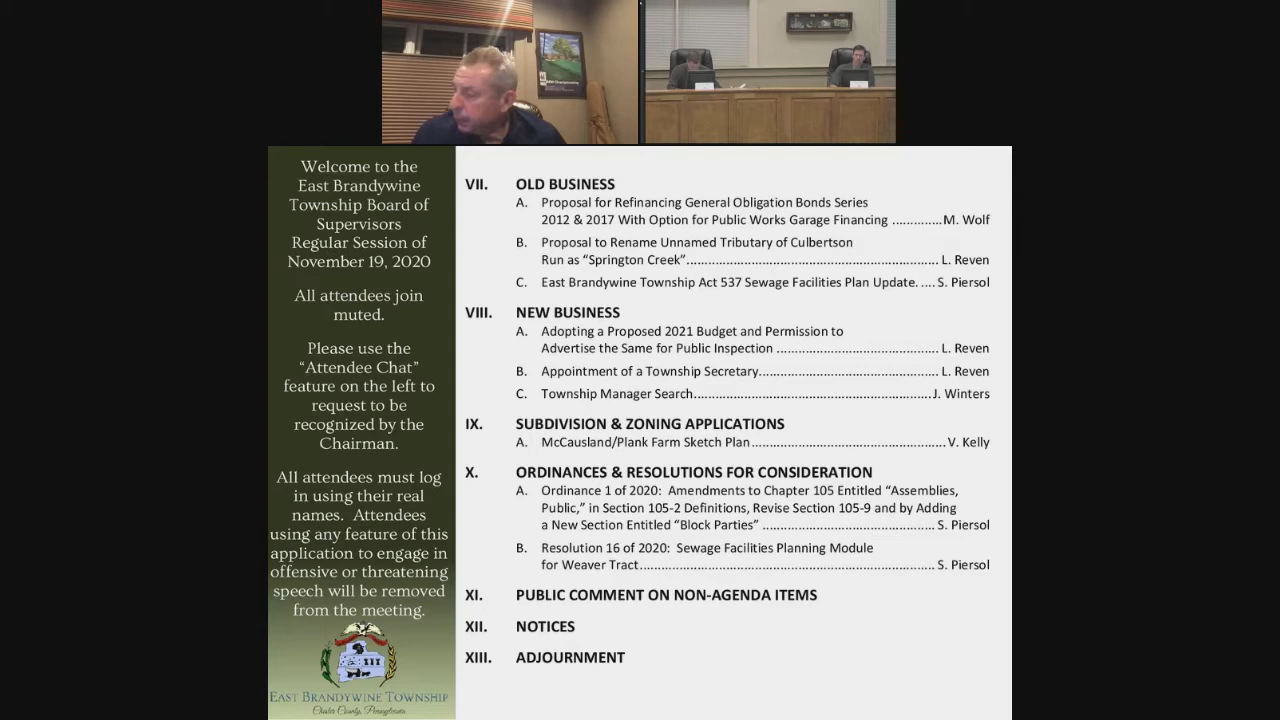 Welcome to the
East Brandywine
Township Board of
Supervisors
Regular Session of
November 19, 2020
All attendees join
muted.
Please use the
“Attendee Chat”
feature on the left to
request to be
recognized by the
Chairman.
All attendees must log
in using their real
names. Attendees
using any feature of this
application to engage in
offensive or threatening
speech will be removed
from the meeting.
EAST BRANDYWINE TOWNSHIP
Chester County, Pennsylvania
VII. OLD BUSINESS
A. Proposal for Refinancing General Obligation Bonds Series
2012 & 2017 With Option for Public Works Garage Financing .............M. Wolf
B. Proposal to Rename Unnamed Tributary of Culbertson
Run as “Springton Creek”................................................................ L. Reven
C. East Brandywine Township Act 537 Sewage Facilities Plan Update. .... S. Piersol
VIII. NEW BUSINESS
A. Adopting a Proposed 2021 Budget and Permission to
Advertise the Same for Public Inspection ......................................... L. Reven
B. Appointment of a Township Secretary.............................................. L. Reven
C. Township Manager Search.............................................................. J. Winters
IX. SUBDIVISION & ZONING APPLICATIONS
A. McCausland/Plank Farm Sketch Plan................................................. V. Kelly
X. ORDINANCES & RESOLUTIONS FOR CONSIDERATION
A. Ordinance 1 of 2020: Amendments to Chapter 105 Entitled “Assemblies,
Public,” in Section 105-2 Definitions, Revise Section 105-9 and by Adding
a New Section Entitled “Block Parties” ............................................ S. Piersol
B. Resolution 16 of 2020: Sewage Facilities Planning Module
for Weaver Tract............................................................................. S. Piersol
XI. PUBLIC COMMENT ON NON-AGENDA ITEMS
XII. NOTICES
XIII. ADJOURNMENT